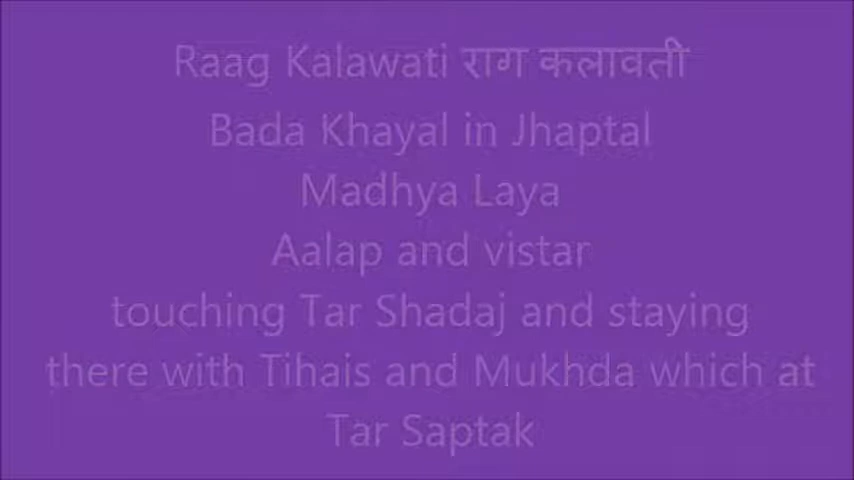 Raag Kalawati राग कलावती
Bada Khayal in Jhaptal
Madhya Laya
Aalap and vistar
touching Tar Shadaj and staying
there with Tihais and Mukhda which at
Tar Saptak